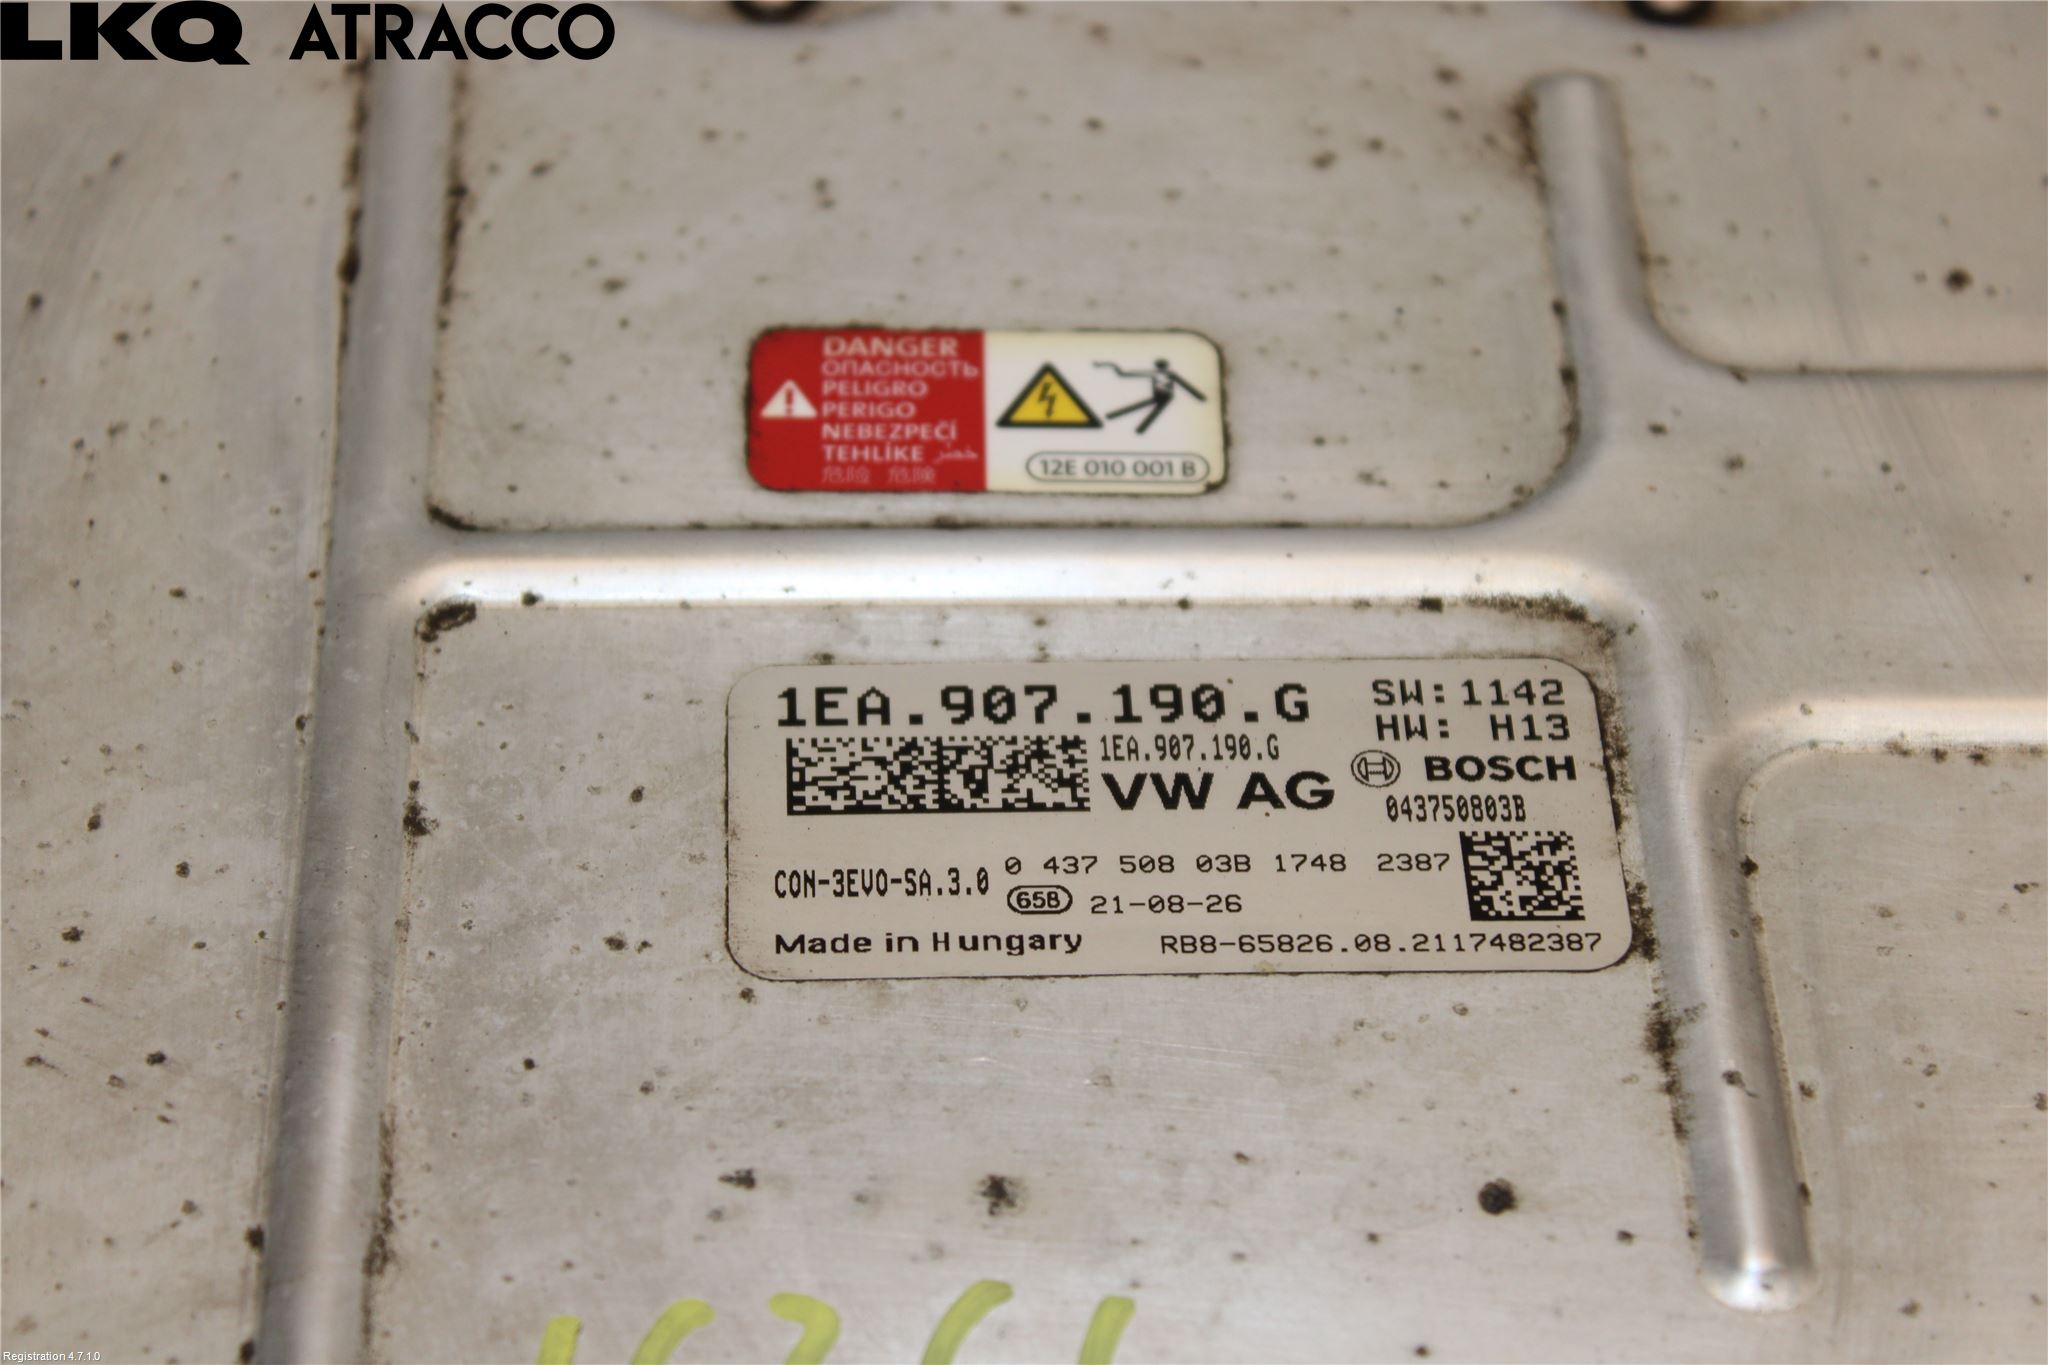 LKQ ATRACCO
DANGER
ОПАСНОСТЬ
PELIGRO
PERIGO
NEBEZPEČÍ
TEHLİKE خطر
危险 危険
12E 010 001 B
1EA.907.190.G
SW:1142
HW: H13
1EA.907.190.G
VW AG
BOSCH
043750803B
CON-3EVO-SA.3.0
0 437 508 03B 1748 2387
65B 21-08-26
Made in Hungary
RB8-65826.08.2117482387
Registration 4.7.1.0